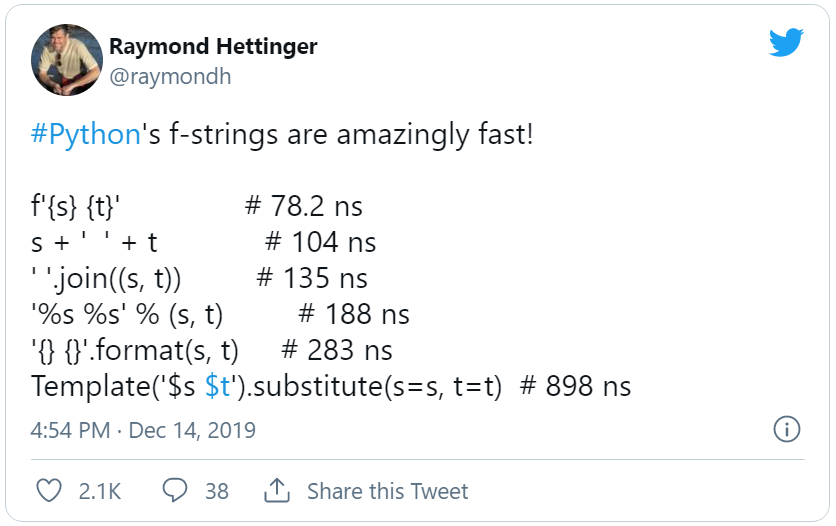 Raymond Hettinger
@raymondh
#Python's f-strings are amazingly fast!
f'{s} {t}' # 78.2 ns
s + ' ' + t # 104 ns
' '.join((s, t)) # 135 ns
'%s %s' % (s, t) # 188 ns
'{} {}'.format(s, t) # 283 ns
Template('$s $t').substitute(s=s, t=t) # 898 ns
4:54 PM · Dec 14, 2019
2.1K 38 Share this Tweet